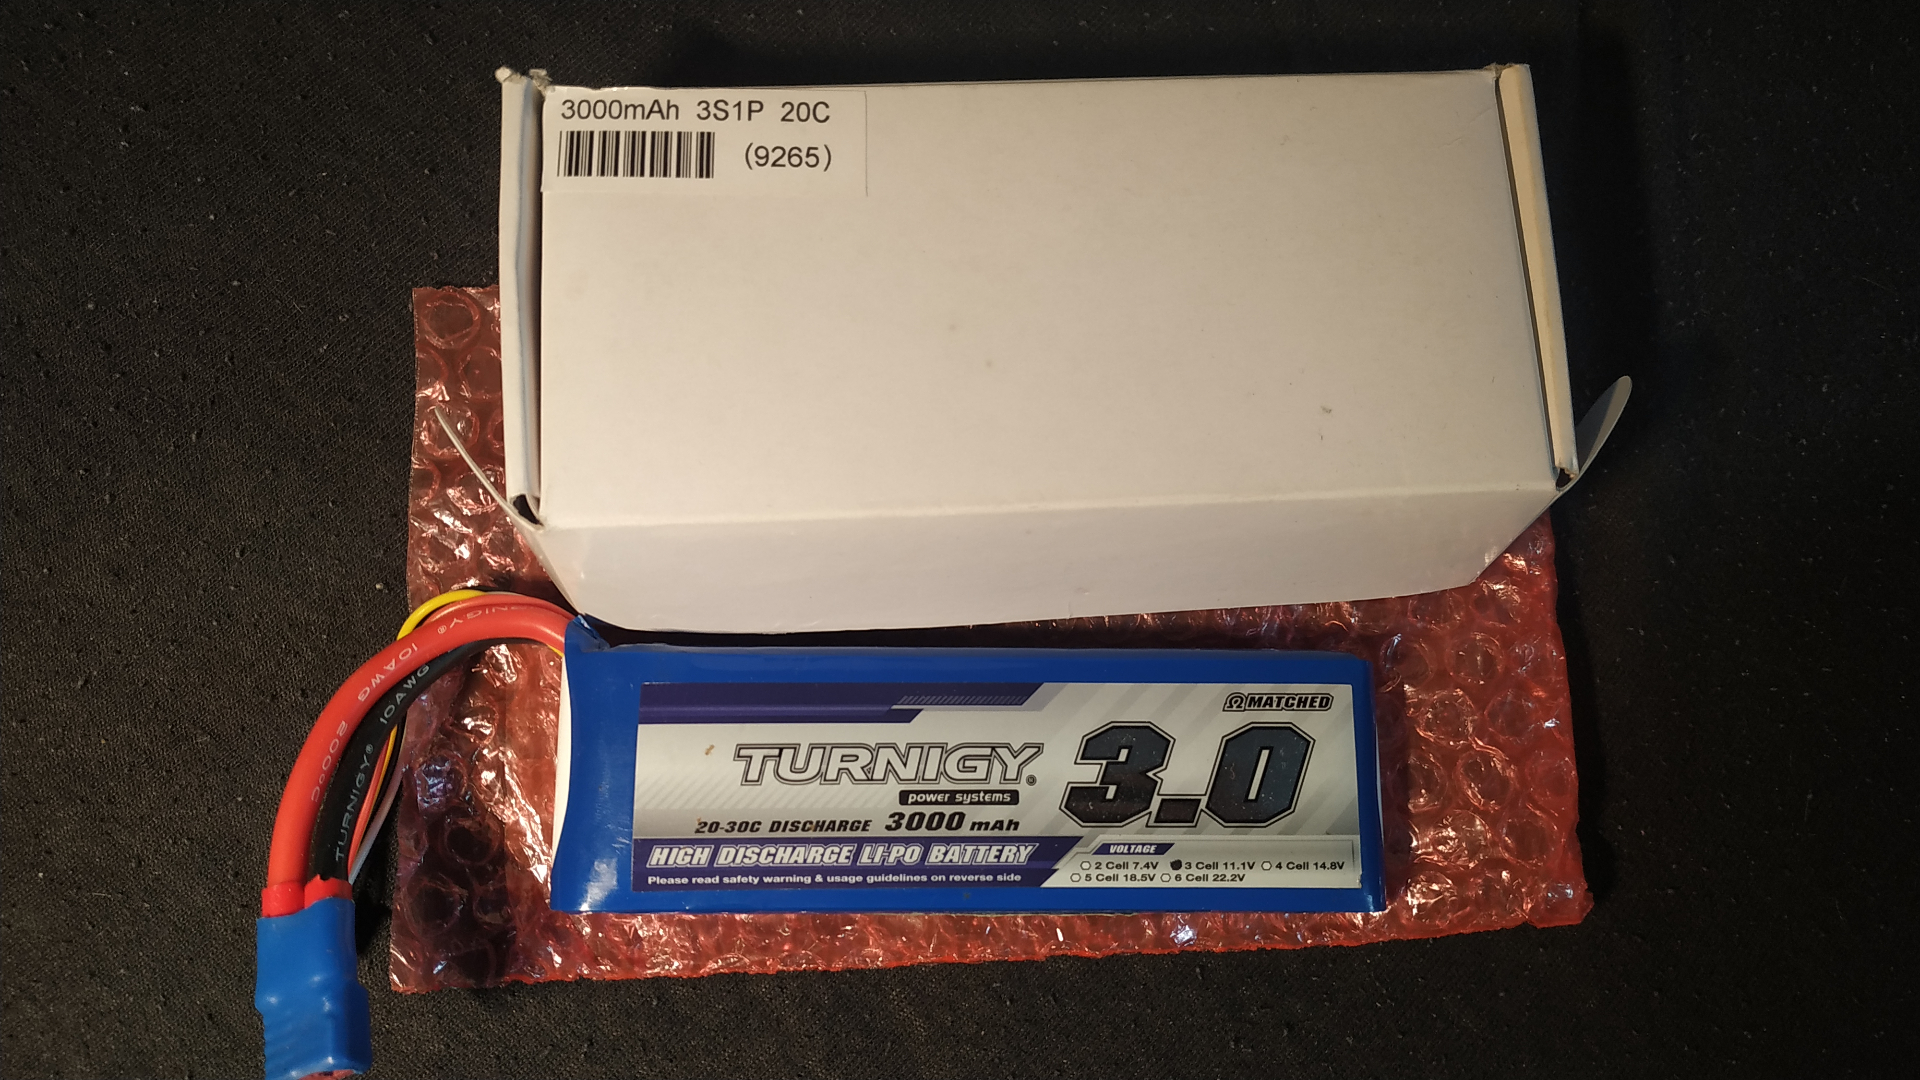 3000mAh 3S1P 20C
(9265)
TURNIGY®
10AWG 200°C
10AWG
TURNIGY®
ΩMATCHED
TURNIGY®
power systems
3.0
20-30C DISCHARGE 3000 mAh
HIGH DISCHARGE LI-PO BATTERY
Please read safety warning & usage guidelines on reverse side
VOLTAGE
2 Cell 7.4V 3 Cell 11.1V 4 Cell 14.8V
5 Cell 18.5V 6 Cell 22.2V